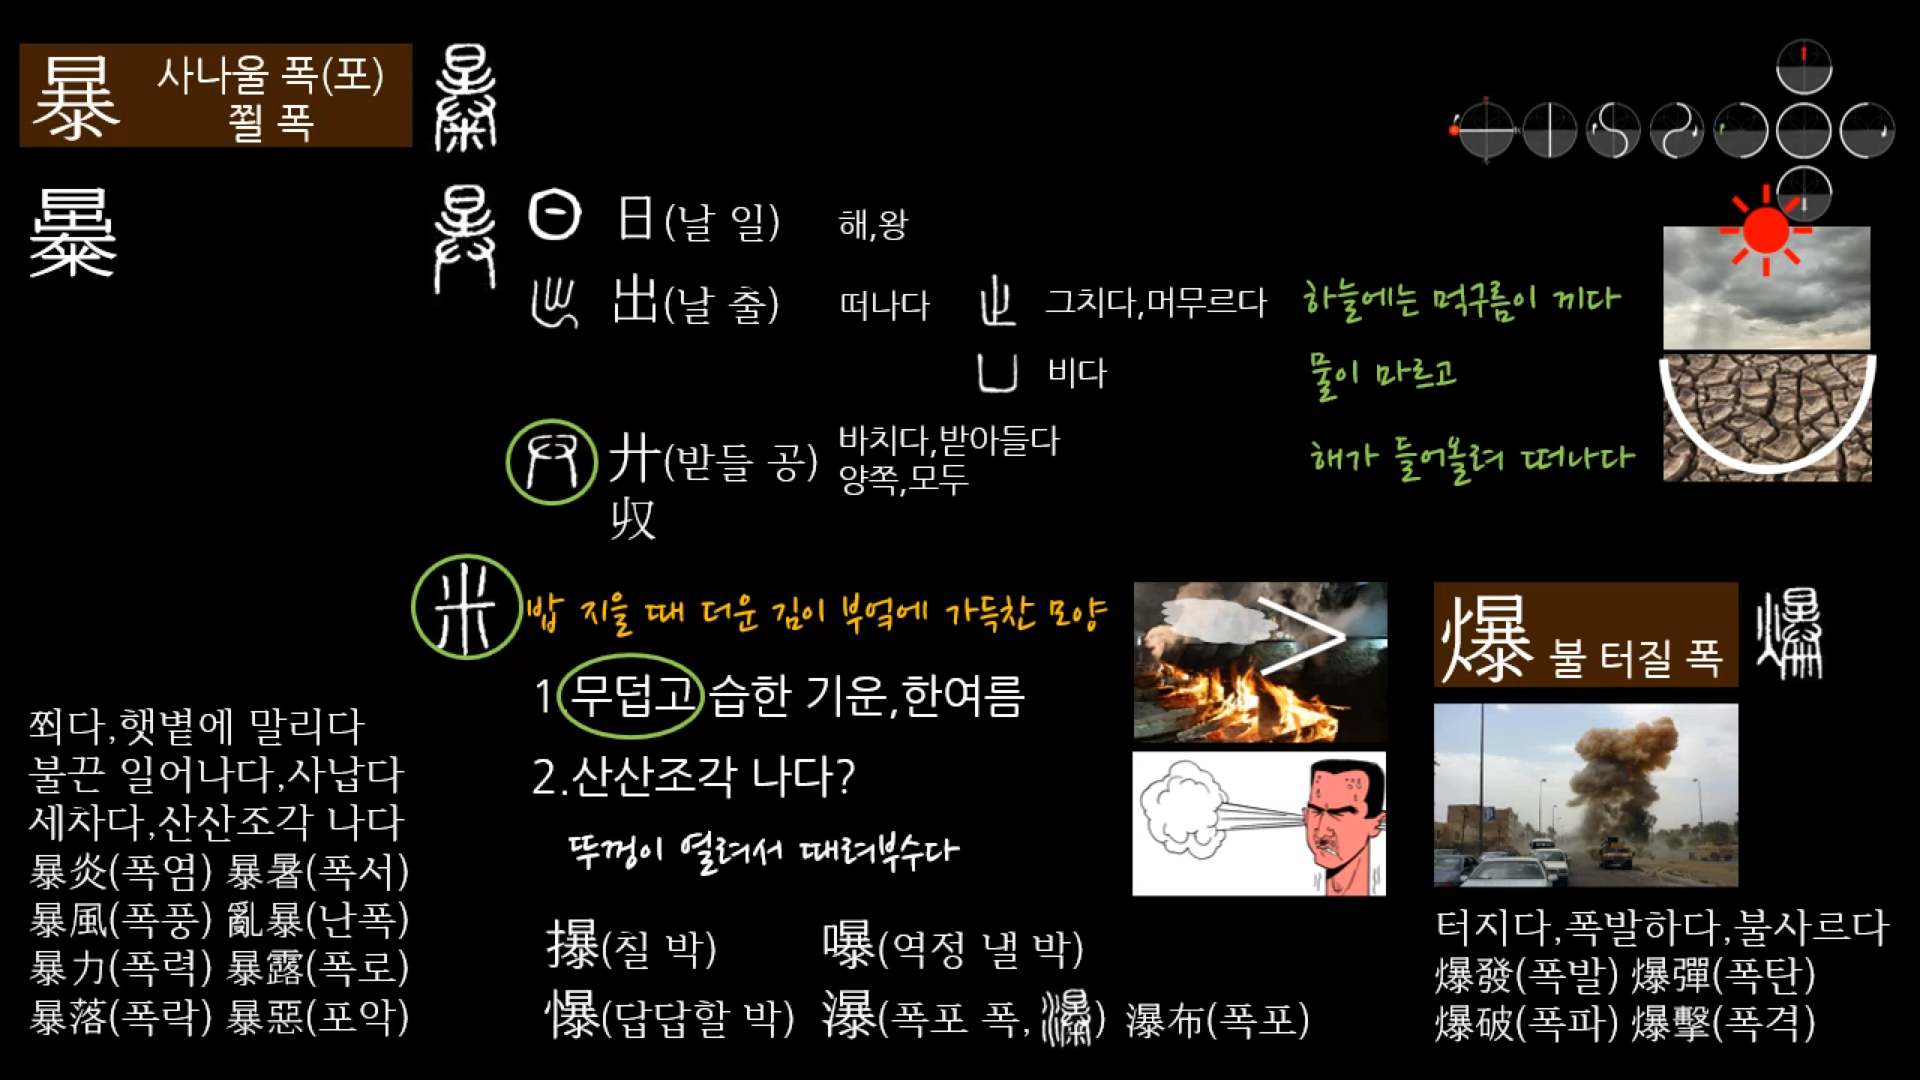 暴 사나울 폭(포)
쬘 폭
日(날 일) 해,왕
出(날 출) 떠나다 止 그치다,머무르다 하늘에는 먹구름이 끼다
凵 비다 물이 마르고
廾(받들 공) 바치다,받아들다
양쪽,모두
収
해가 들어올려 떠나다
米 밥 지을 때 더운 김이 부엌에 가득찬 모양
1 무덥고 습한 기운,한여름
2.산산조각 나다?
뚜껑이 열려서 때려부수다
㩧(칠 박) 嚗(역정 낼 박)
懪(답답할 박) 瀑(폭포 폭, ) 瀑布(폭포)
쬐다,햇볕에 말리다
불끈 일어나다,사납다
세차다,산산조각 나다
暴炎(폭염) 暴暑(폭서)
暴風(폭풍) 亂暴(난폭)
暴力(폭력) 暴露(폭로)
暴落(폭락) 暴惡(포악)
爆 불 터질 폭
터지다,폭발하다,불사르다
爆發(폭발) 爆彈(폭탄)
爆破(폭파) 爆擊(폭격)